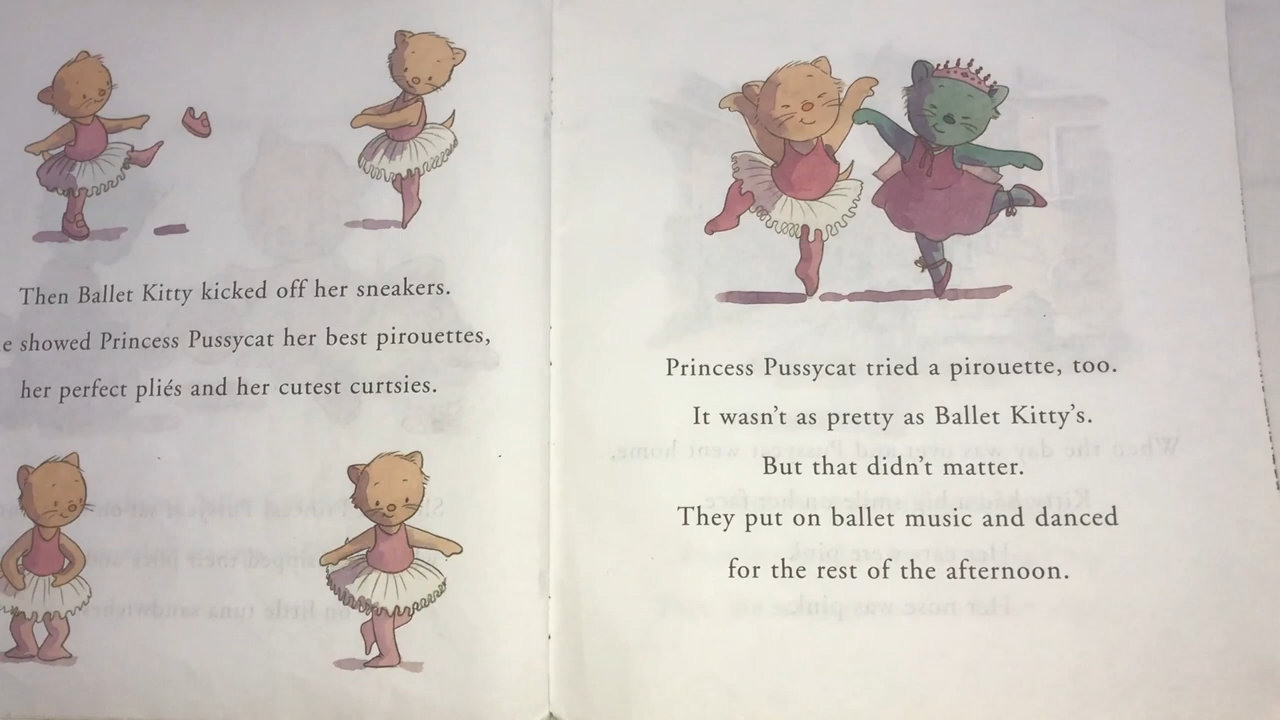 Then Ballet Kitty kicked off her sneakers.
e showed Princess Pussycat her best pirouettes,
her perfect pliés and her cutest curtsies.
Princess Pussycat tried a pirouette, too.
It wasn't as pretty as Ballet Kitty's.
But that didn't matter.
They put on ballet music and danced
for the rest of the afternoon.